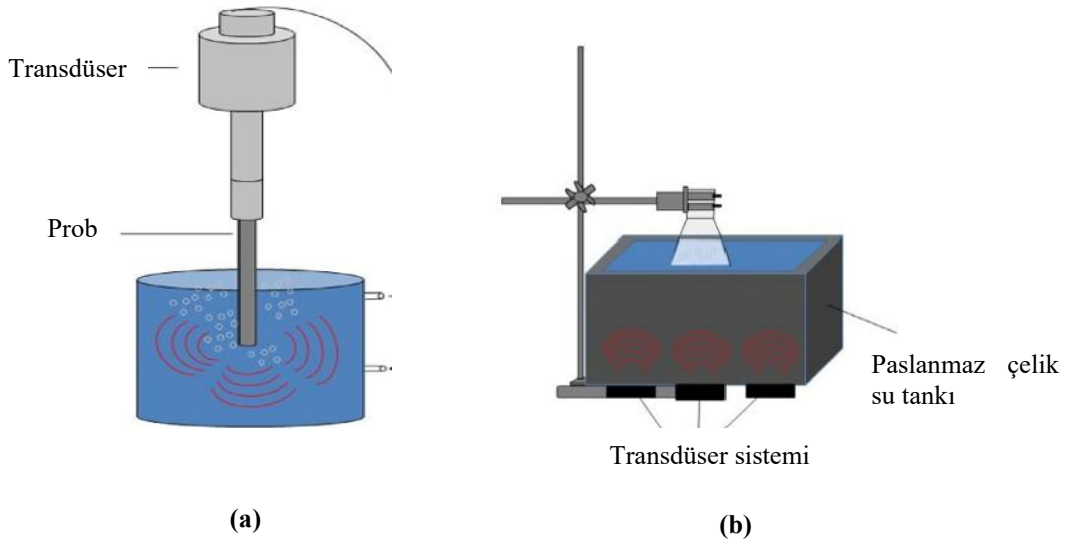 Transdüser
Prob
(a)
Paslanmaz çelik
su tankı
Transdüser sistemi
(b)